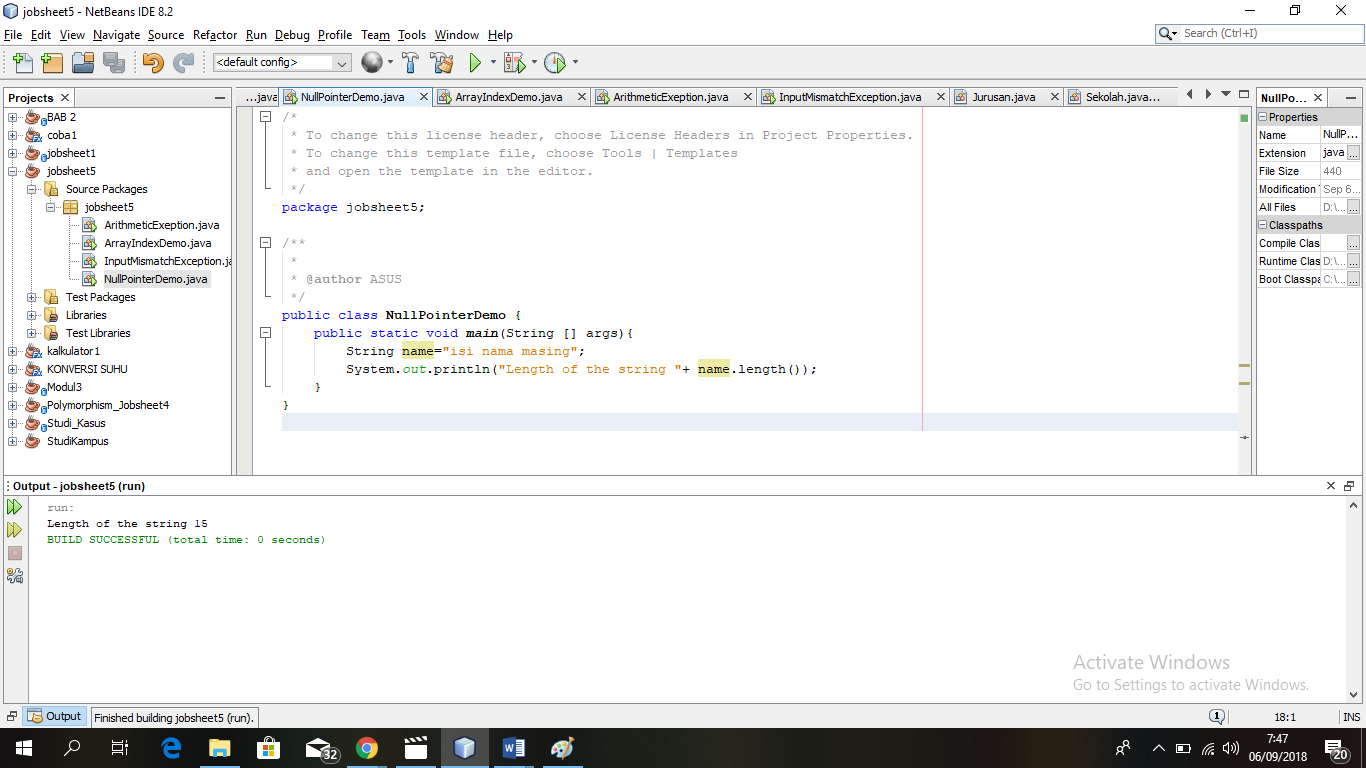 jobsheet5 - NetBeans IDE 8.2
File Edit View Navigate Source Refactor Run Debug Profile Team Tools Window Help
Search (Ctrl+I)
<default config>
Projects
BAB 2
coba1
jobsheet1
jobsheet5
Source Packages
jobsheet5
ArithmeticExeption.java
ArrayIndexDemo.java
InputMismatchException.ja
NullPointerDemo.java
Test Packages
Libraries
Test Libraries
kalkulator1
KONVERSI SUHU
Modul3
Polymorphism_Jobsheet4
Studi_Kasus
StudiKampus
...java NullPointerDemo.java ArrayIndexDemo.java ArithmeticExeption.java InputMismatchException.java Jurusan.java Sekolah.java...
/*
* To change this license header, choose License Headers in Project Properties.
* To change this template file, choose Tools | Templates
* and open the template in the editor.
*/
package jobsheet5;
/**
*
* @author ASUS
*/
public class NullPointerDemo {
public static void main(String [] args){
String name="isi nama masing";
System.out.println("Length of the string "+ name.length());
}
}
NullPo...
Properties
Name NullP...
Extension java ...
File Size 440
Modification Sep 6...
All Files D:\... ...
Classpaths
Compile Clas ...
Runtime Clas D:\... ...
Boot Classpa C:\... ...
Output - jobsheet5 (run)
run:
Length of the string 15
BUILD SUCCESSFUL (total time: 0 seconds)
Activate Windows
Go to Settings to activate Windows.
Output
Finished building jobsheet5 (run).
1
18:1 INS
32
7:47
06/09/2018
20